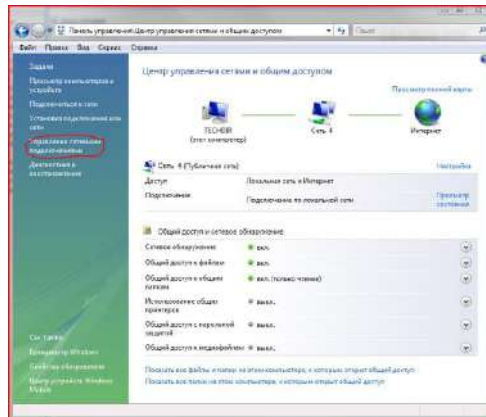 Панель управления Центр управления сетями и общим доступом
Файл Правка Вид Сервис Справка
Задачи
Просмотр компьютеров и
устройств
Подключиться к сети
Установка подключения или
сети
Управление сетевыми
подключениями
Диагностика и
восстановление
См. также
Брандмауэр Windows
Свойства обозревателя
Центр устройств Windows
Mobile
Центр управления сетями и общим доступом
Просмотр полной карты
TECHBIR
(этот компьютер)
Сеть 4
Интернет
Сеть 4 (Публичная сеть)
Настройка
Доступ
Локальная сеть и Интернет
Подключение
Подключение по локальной сети
Просмотр
состояния
Общий доступ и сетевое обнаружение
Сетевое обнаружение вкл.
Общий доступ к файлам вкл.
Общий доступ к общим
папкам
вкл. (только чтение)
Использование общих
принтеров
выкл.
Общий доступ с парольной
защитой
выкл.
Общий доступ к медиафайлам выкл.
Показать все файлы и папки на этом компьютере, к которым открыт общий доступ
Показать все папки на этом компьютере, к которым открыт общий доступ